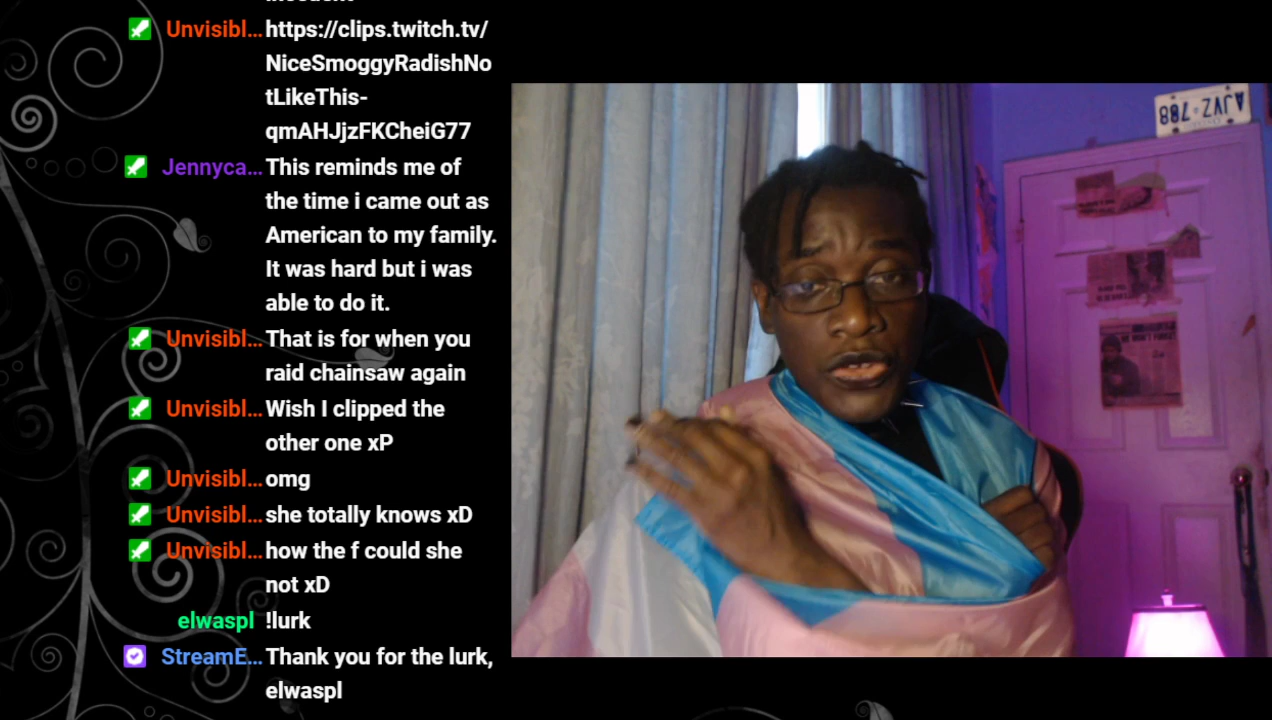 Unvisibl... https://clips.twitch.tv/
NiceSmoggyRadishNo
tLikeThis-
qmAHJjzFKCheiG77
Jennyca... This reminds me of
the time i came out as
American to my family.
It was hard but i was
able to do it.
Unvisibl... That is for when you
raid chainsaw again
Unvisibl... Wish I clipped the
other one xP
Unvisibl... omg
Unvisibl... she totally knows xD
Unvisibl... how the f could she
not xD
elwaspl !lurk
StreamE... Thank you for the lurk,
elwaspl
AJVZ·788